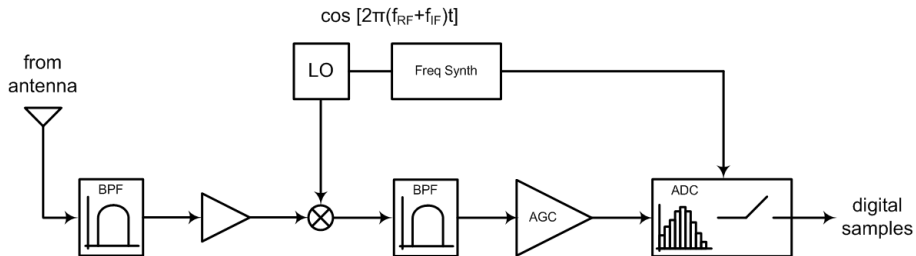 cos [2π(fRF+fIF)t]
from
antenna
LO
Freq Synth
BPF
BPF
AGC
ADC
digital
samples